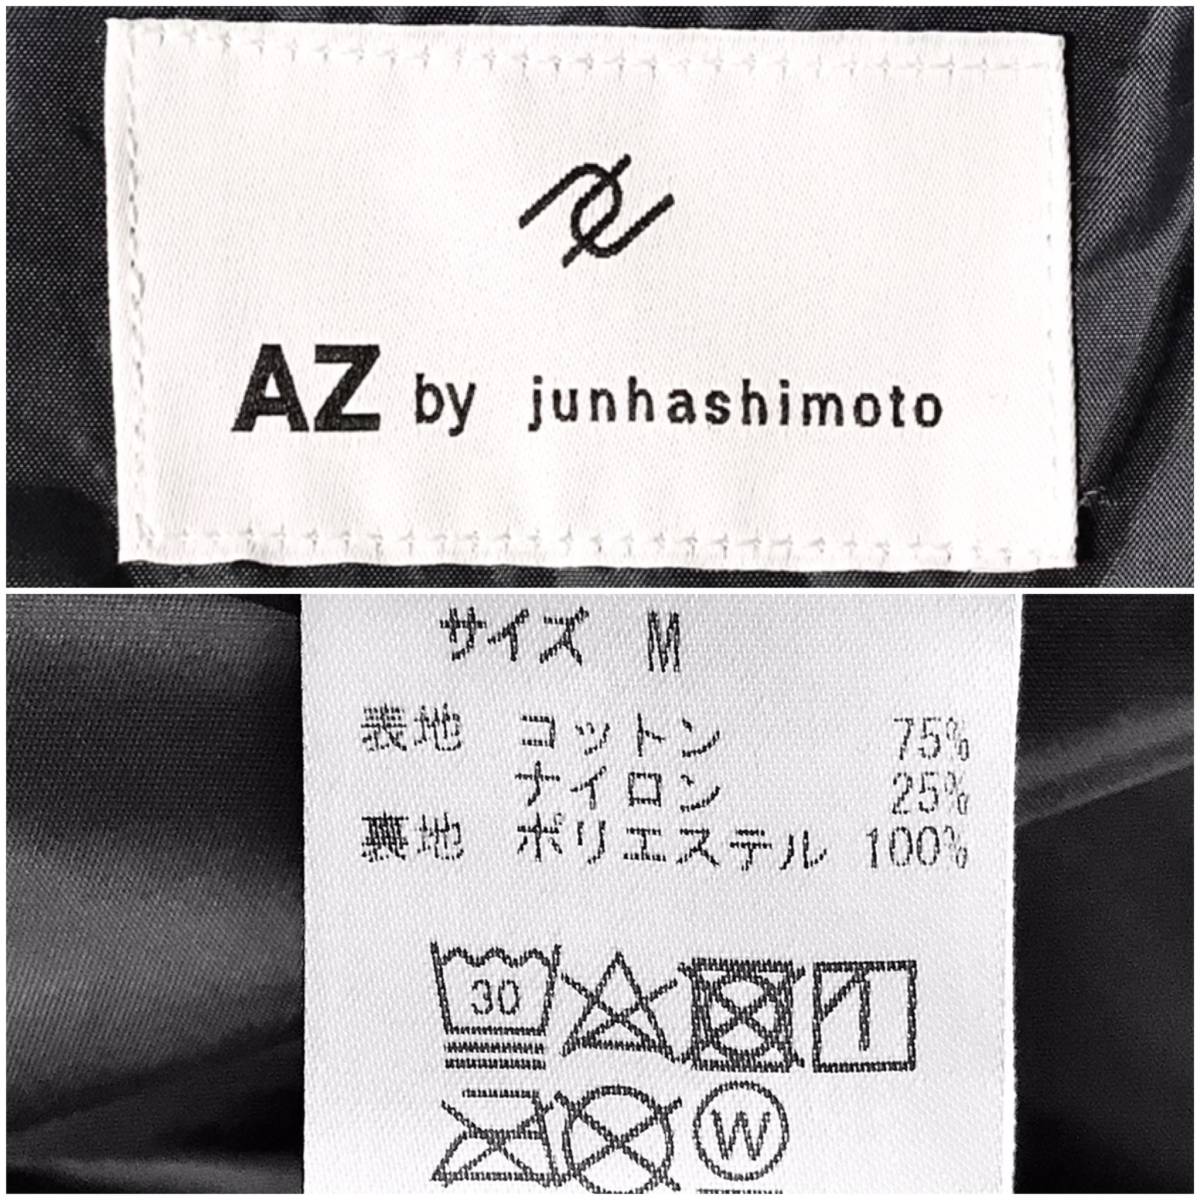 AZ by junhashimoto
サイズ M
表地 コットン 75%
ナイロン 25%
裏地 ポリエステル 100%
30
W